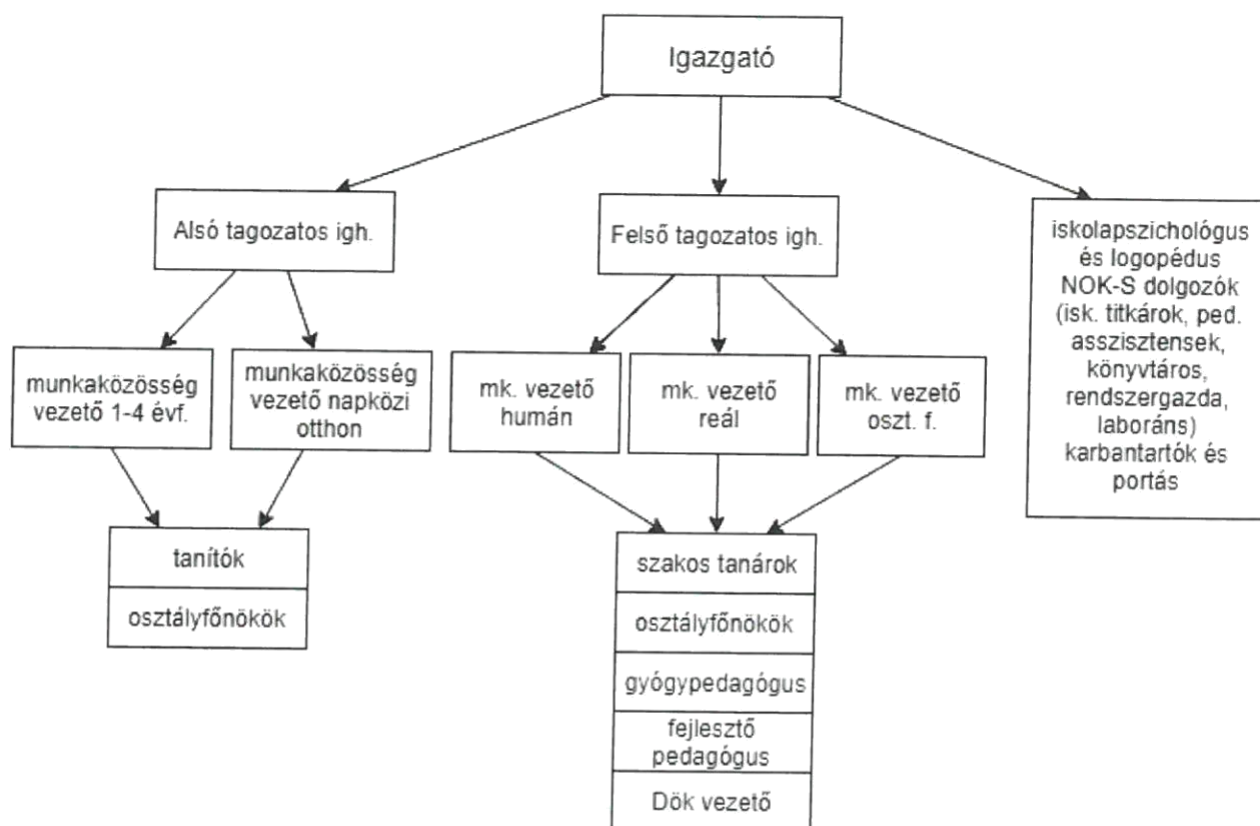 Igazgató
Alsó tagozatos igh.
Felső tagozatos igh.
iskolapszichológus
és logopédus
NOK-S dolgozók
(isk. titkárok, ped.
asszisztensek,
könyvtáros,
rendszergazda,
laboráns)
karbantartók és
portás
munkaközösség
vezető 1-4 évf.
munkaközösség
vezető napközi
otthon
mk. vezető
humán
mk. vezető
reál
mk. vezető
oszt. f.
tanítók
osztályfőnökök
szakos tanárok
osztályfőnökök
gyógypedagógus
fejlesztő
pedagógus
Dök vezető